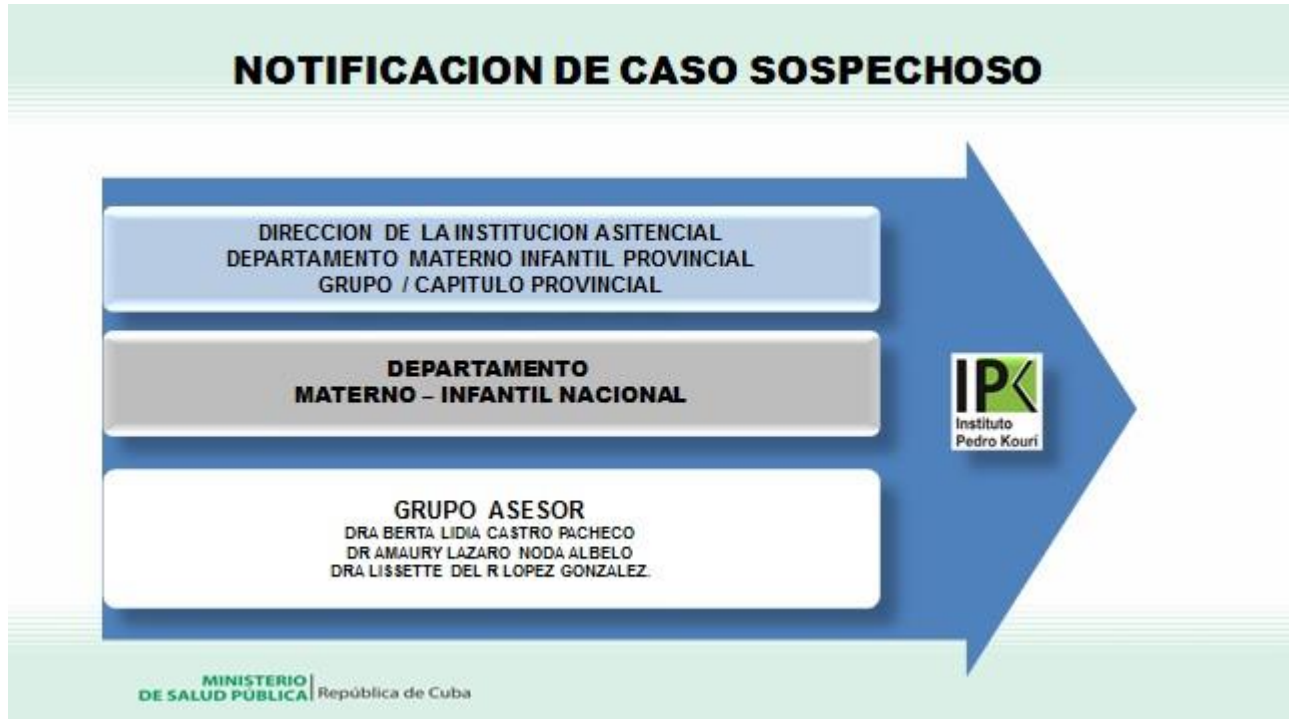 NOTIFICACION DE CASO SOSPECHOSO
DIRECCION DE LA INSTITUCION ASITENCIAL
DEPARTAMENTO MATERNO INFANTIL PROVINCIAL
GRUPO / CAPITULO PROVINCIAL
DEPARTAMENTO
MATERNO – INFANTIL NACIONAL
IPK
Instituto
Pedro Kourí
GRUPO ASESOR
DRA BERTA LIDIA CASTRO PACHECO
DR AMAURY LAZARO NODA ALBELO
DRA LISSETTE DEL R LOPEZ GONZALEZ.
MINISTERIO
DE SALUD PÚBLICA República de Cuba